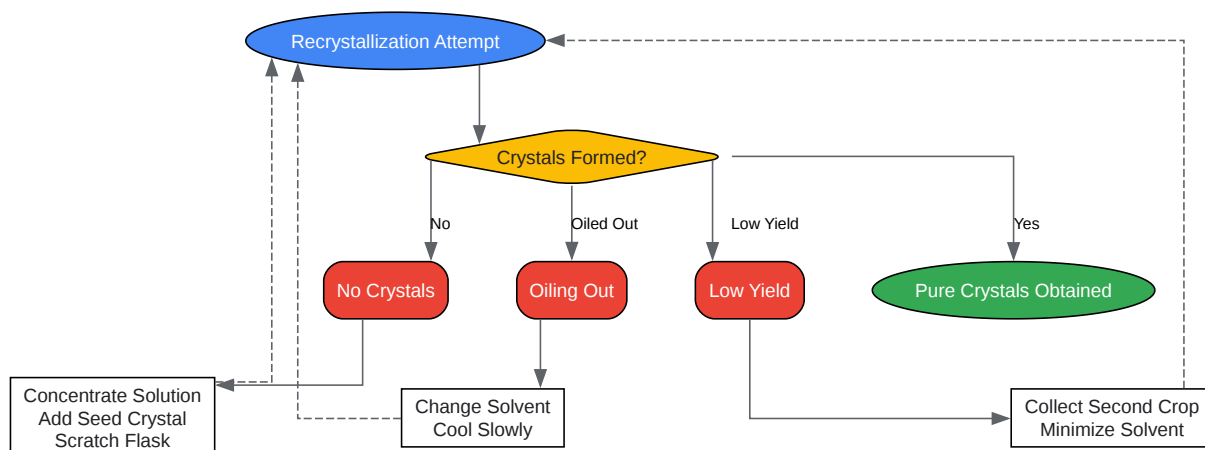 Recrystallization Attempt
Crystals Formed?
No
Oiled Out
Low Yield
Yes
No Crystals
Oiling Out
Low Yield
Pure Crystals Obtained
Concentrate Solution
Add Seed Crystal
Scratch Flask
Change Solvent
Cool Slowly
Collect Second Crop
Minimize Solvent